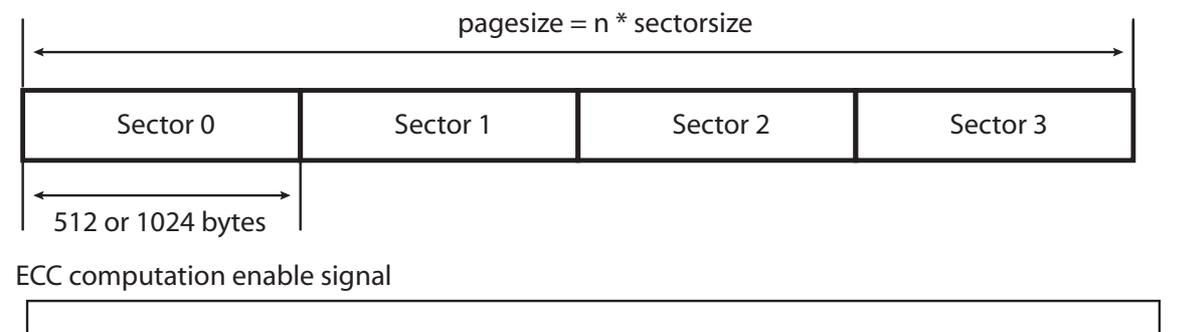 pagesize = n * sectorsize
Sector 0 Sector 1 Sector 2 Sector 3
512 or 1024 bytes
ECC computation enable signal